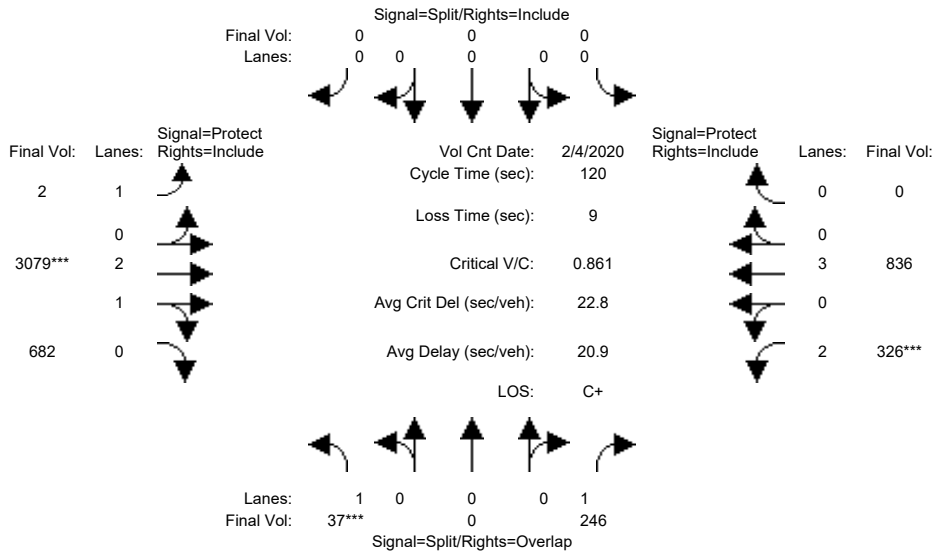 Signal=Split/Rights=Include
Final Vol: 0 0 0
Lanes: 0 0 0 0 0
Signal=Protect Signal=Protect
Final Vol: Lanes: Rights=Include Vol Cnt Date: 2/4/2020 Rights=Include Lanes: Final Vol:
Cycle Time (sec): 120
2 1 0 0
Loss Time (sec): 9
0 0
3079*** 2 Critical V/C: 0.861 3 836
1 Avg Crit Del (sec/veh): 22.8 0
682 0 Avg Delay (sec/veh): 20.9 2 326***
LOS: C+
Lanes: 1 0 0 0 1
Final Vol: 37*** 0 246
Signal=Split/Rights=Overlap